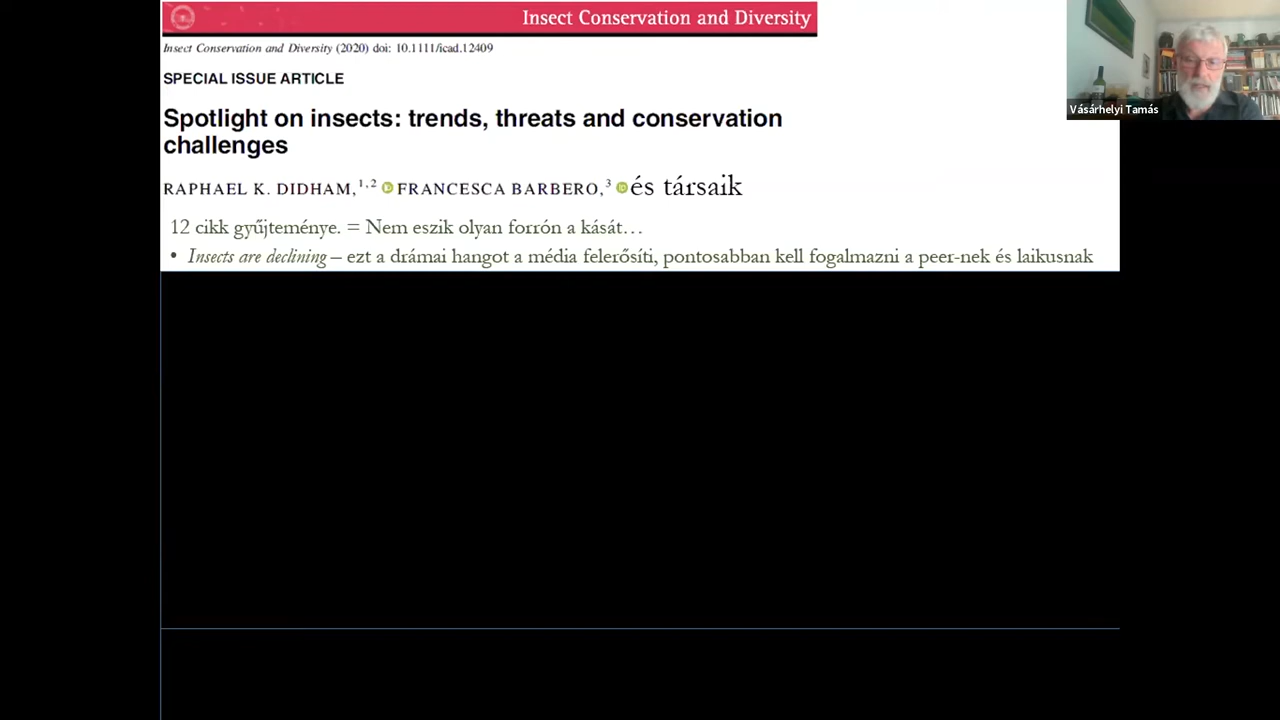 Insect Conservation and Diversity
Insect Conservation and Diversity (2020) doi: 10.1111/icad.12409
SPECIAL ISSUE ARTICLE
Spotlight on insects: trends, threats and conservation
challenges
RAPHAEL K. DIDHAM,1,2 FRANCESCA BARBERO,3 és társaik
12 cikk gyűjteménye. = Nem eszik olyan forrón a kását…
• Insects are declining – ezt a drámai hangot a média felerősíti, pontosabban kell fogalmazni a peer-nek és laikusnak
Vásárhelyi Tamás